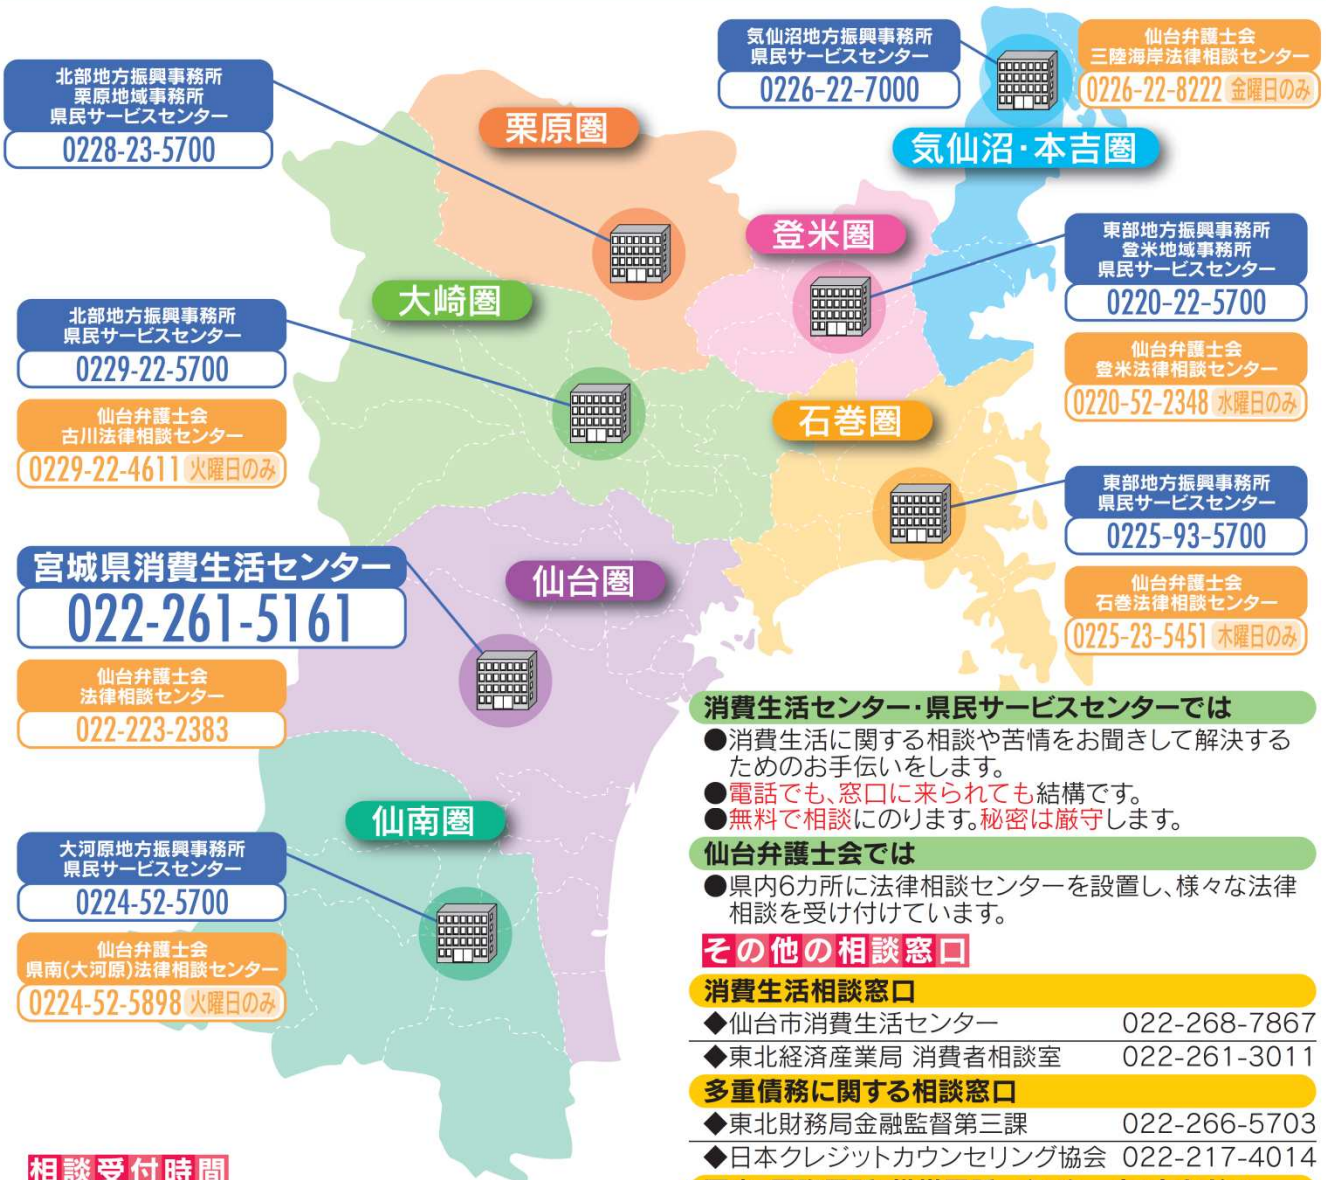 気仙沼地方振興事務所
県民サービスセンター
0226-22-7000
仙台弁護士会
三陸海岸法律相談センター
0226-22-8222 金曜日のみ
北部地方振興事務所
栗原地域事務所
県民サービスセンター
0228-23-5700
栗原圏
気仙沼・本吉圏
登米圏
東部地方振興事務所
登米地域事務所
県民サービスセンター
0220-22-5700
大崎圏
北部地方振興事務所
県民サービスセンター
0229-22-5700
仙台弁護士会
登米法律相談センター
0220-52-2348 水曜日のみ
仙台弁護士会
古川法律相談センター
0229-22-4611 火曜日のみ
石巻圏
東部地方振興事務所
県民サービスセンター
0225-93-5700
宮城県消費生活センター
022-261-5161
仙台圏
仙台弁護士会
石巻法律相談センター
0225-23-5451 木曜日のみ
仙台弁護士会
法律相談センター
022-223-2383
仙南圏
大河原地方振興事務所
県民サービスセンター
0224-52-5700
仙台弁護士会
県南(大河原)法律相談センター
0224-52-5898 火曜日のみ
消費生活センター・県民サービスセンターでは
●消費生活に関する相談や苦情をお聞きして解決する
ためのお手伝いをします。
●電話でも、窓口に来られても結構です。
●無料で相談にのります。秘密は厳守します。
仙台弁護士会では
●県内6カ所に法律相談センターを設置し、様々な法律
相談を受け付けています。
その他の相談窓口
消費生活相談窓口
◆仙台市消費生活センター 022-268-7867
◆東北経済産業局 消費者相談室 022-261-3011
多重債務に関する相談窓口
◆東北財務局金融監督第三課 022-266-5703
◆日本クレジットカウンセリング協会 022-217-4014
相談受付時間